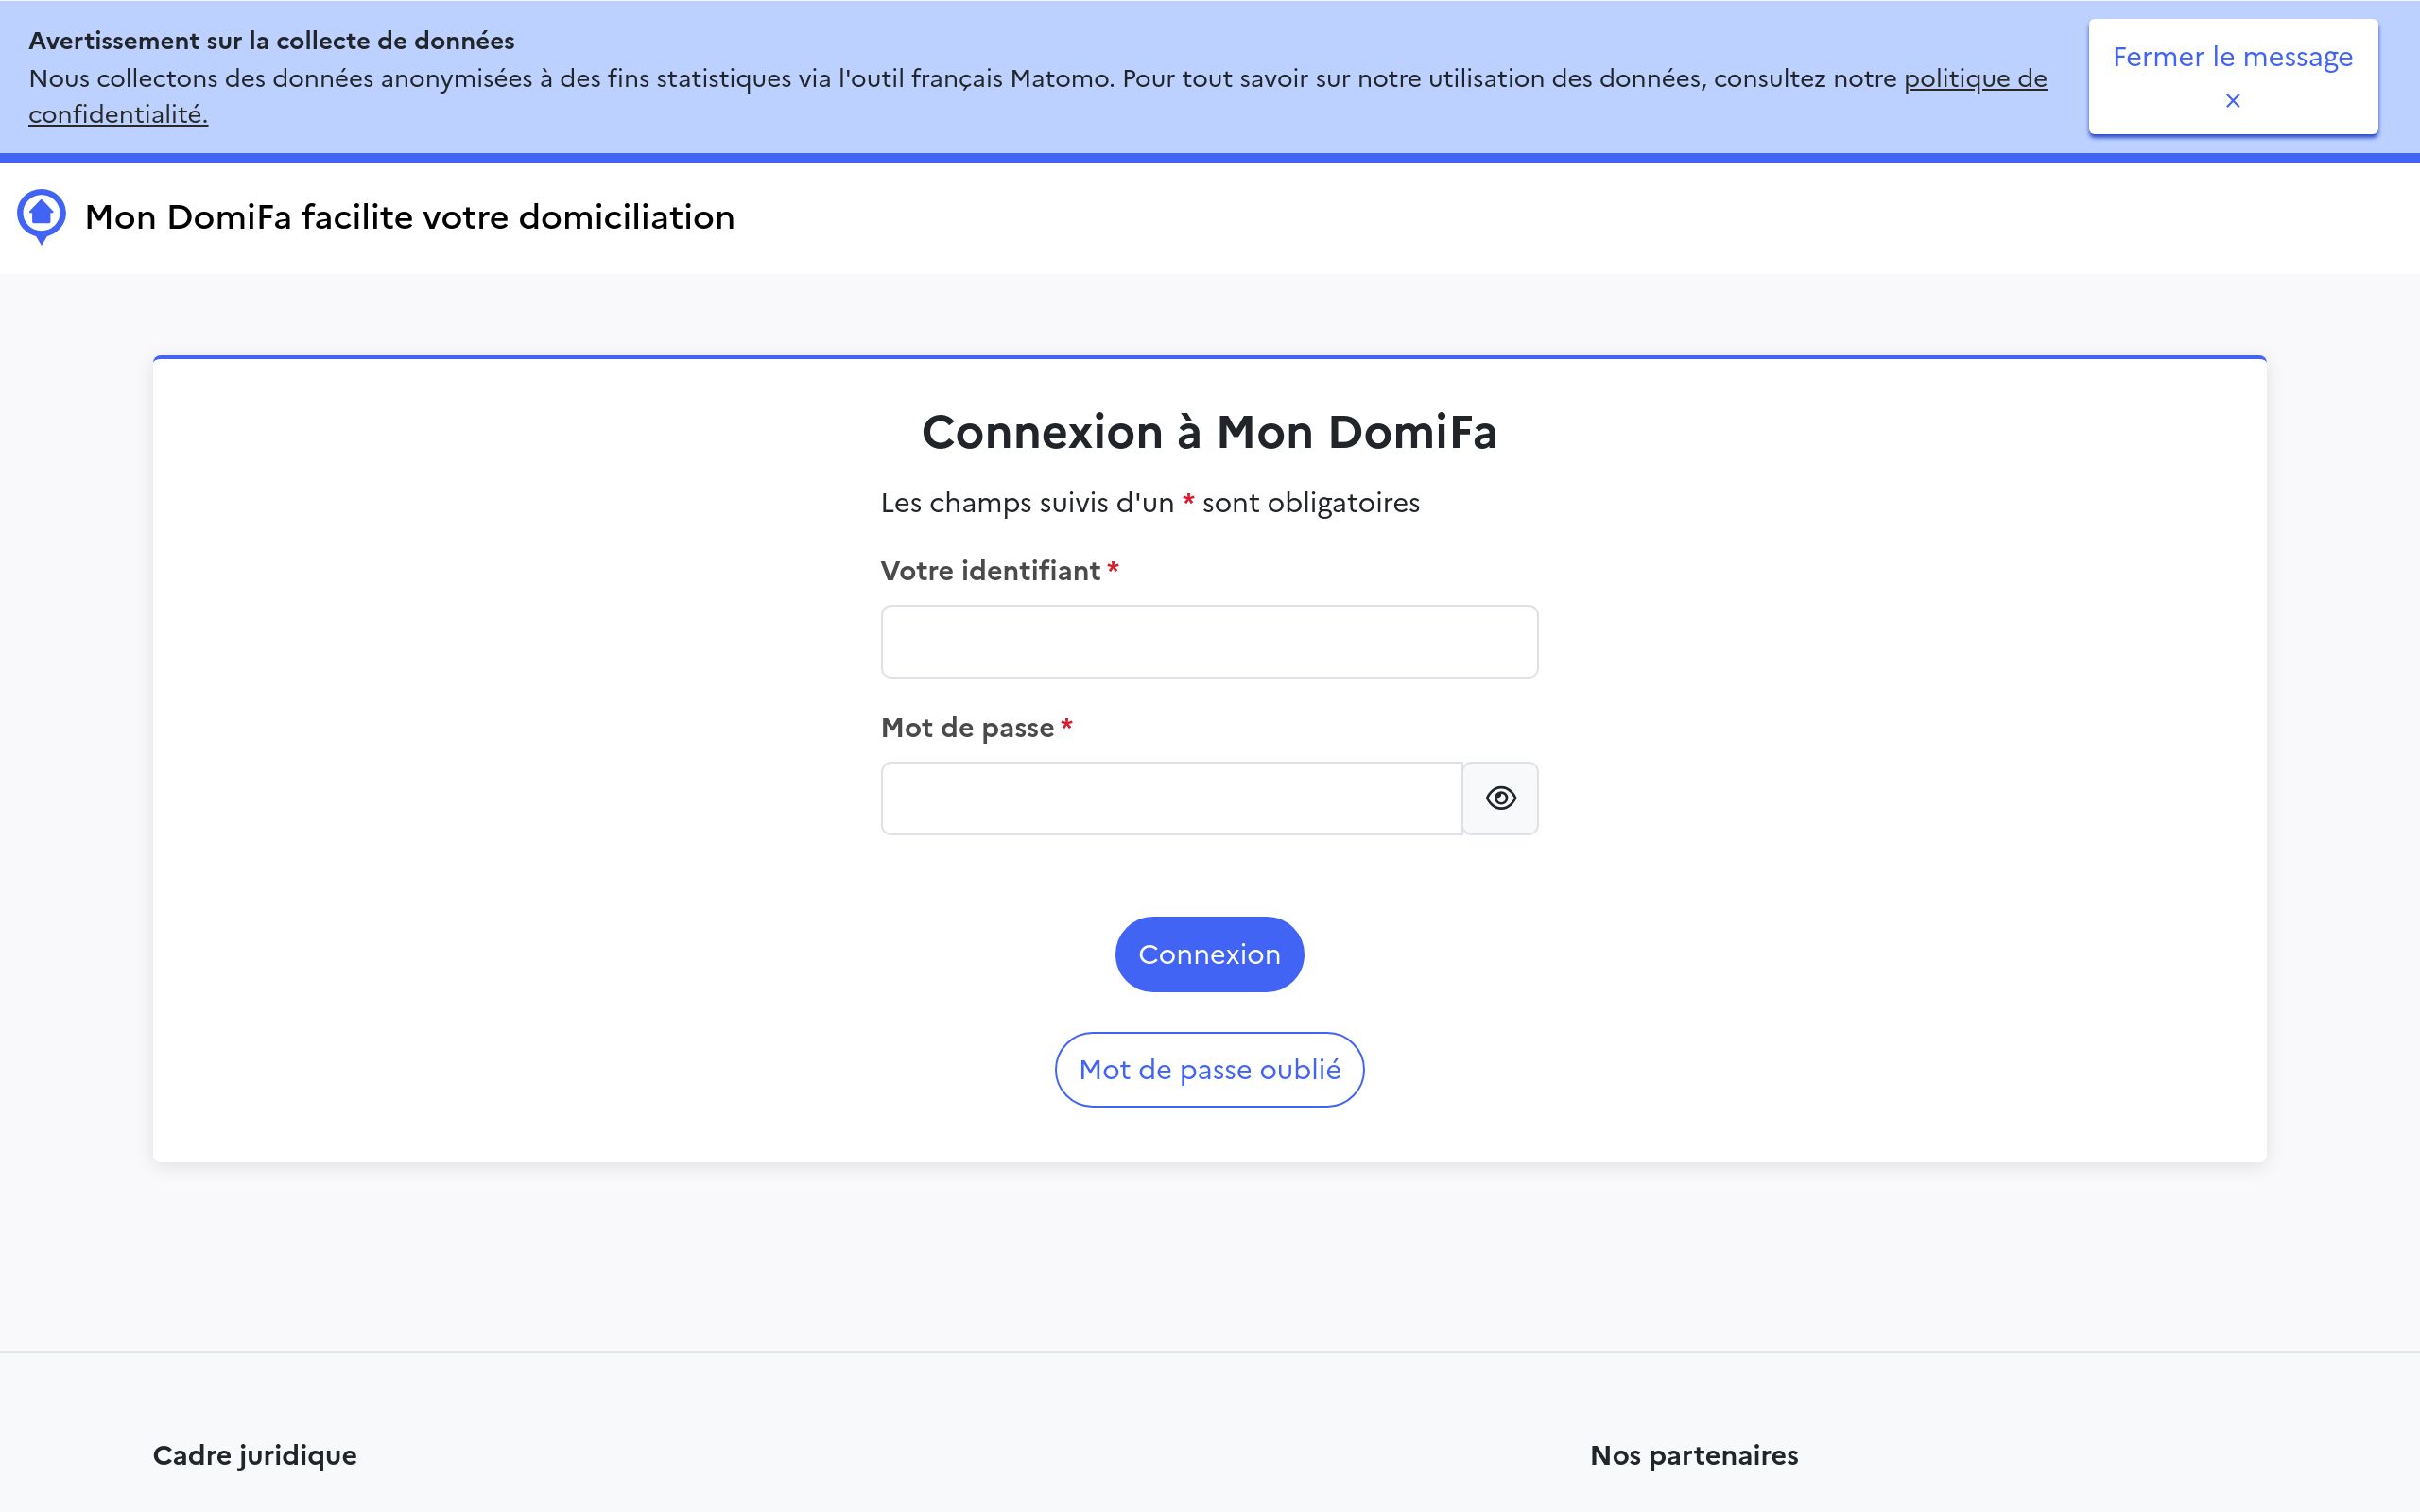 Avertissement sur la collecte de données
Nous collectons des données anonymisées à des fins statistiques via l'outil français Matomo. Pour tout savoir sur notre utilisation des données, consultez notre politique de
confidentialité.
Fermer le message
×
Mon DomiFa facilite votre domiciliation
Connexion à Mon DomiFa
Les champs suivis d'un * sont obligatoires
Votre identifiant *
Mot de passe *
Connexion
Mot de passe oublié
Cadre juridique
Nos partenaires